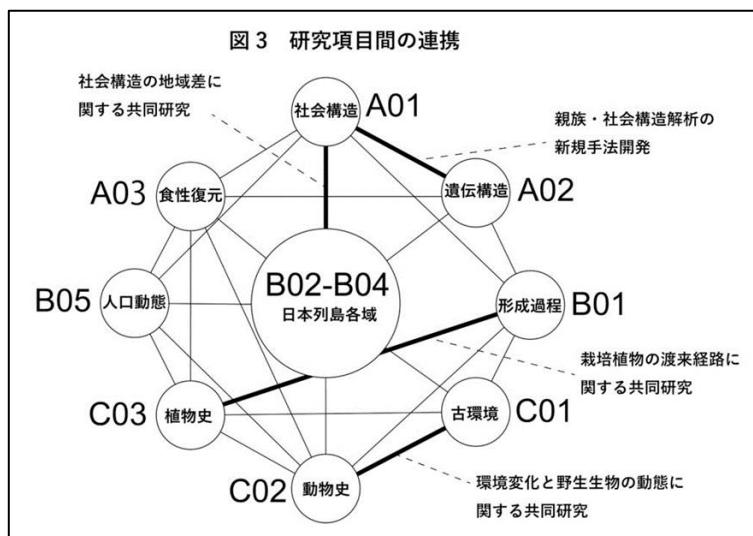 図３　研究項目間の連携
社会構造の地域差に
関する共同研究
社会構造
A01
親族・社会構造解析の
新規手法開発
A03
食性復元
遺伝構造
A02
B02-B04
日本列島各域
B05
人口動態
形成過程
B01
栽培植物の渡来経路に
関する共同研究
C03
植物史
古環境
C01
C02
動物史
環境変化と野生生物の動態に
関する共同研究